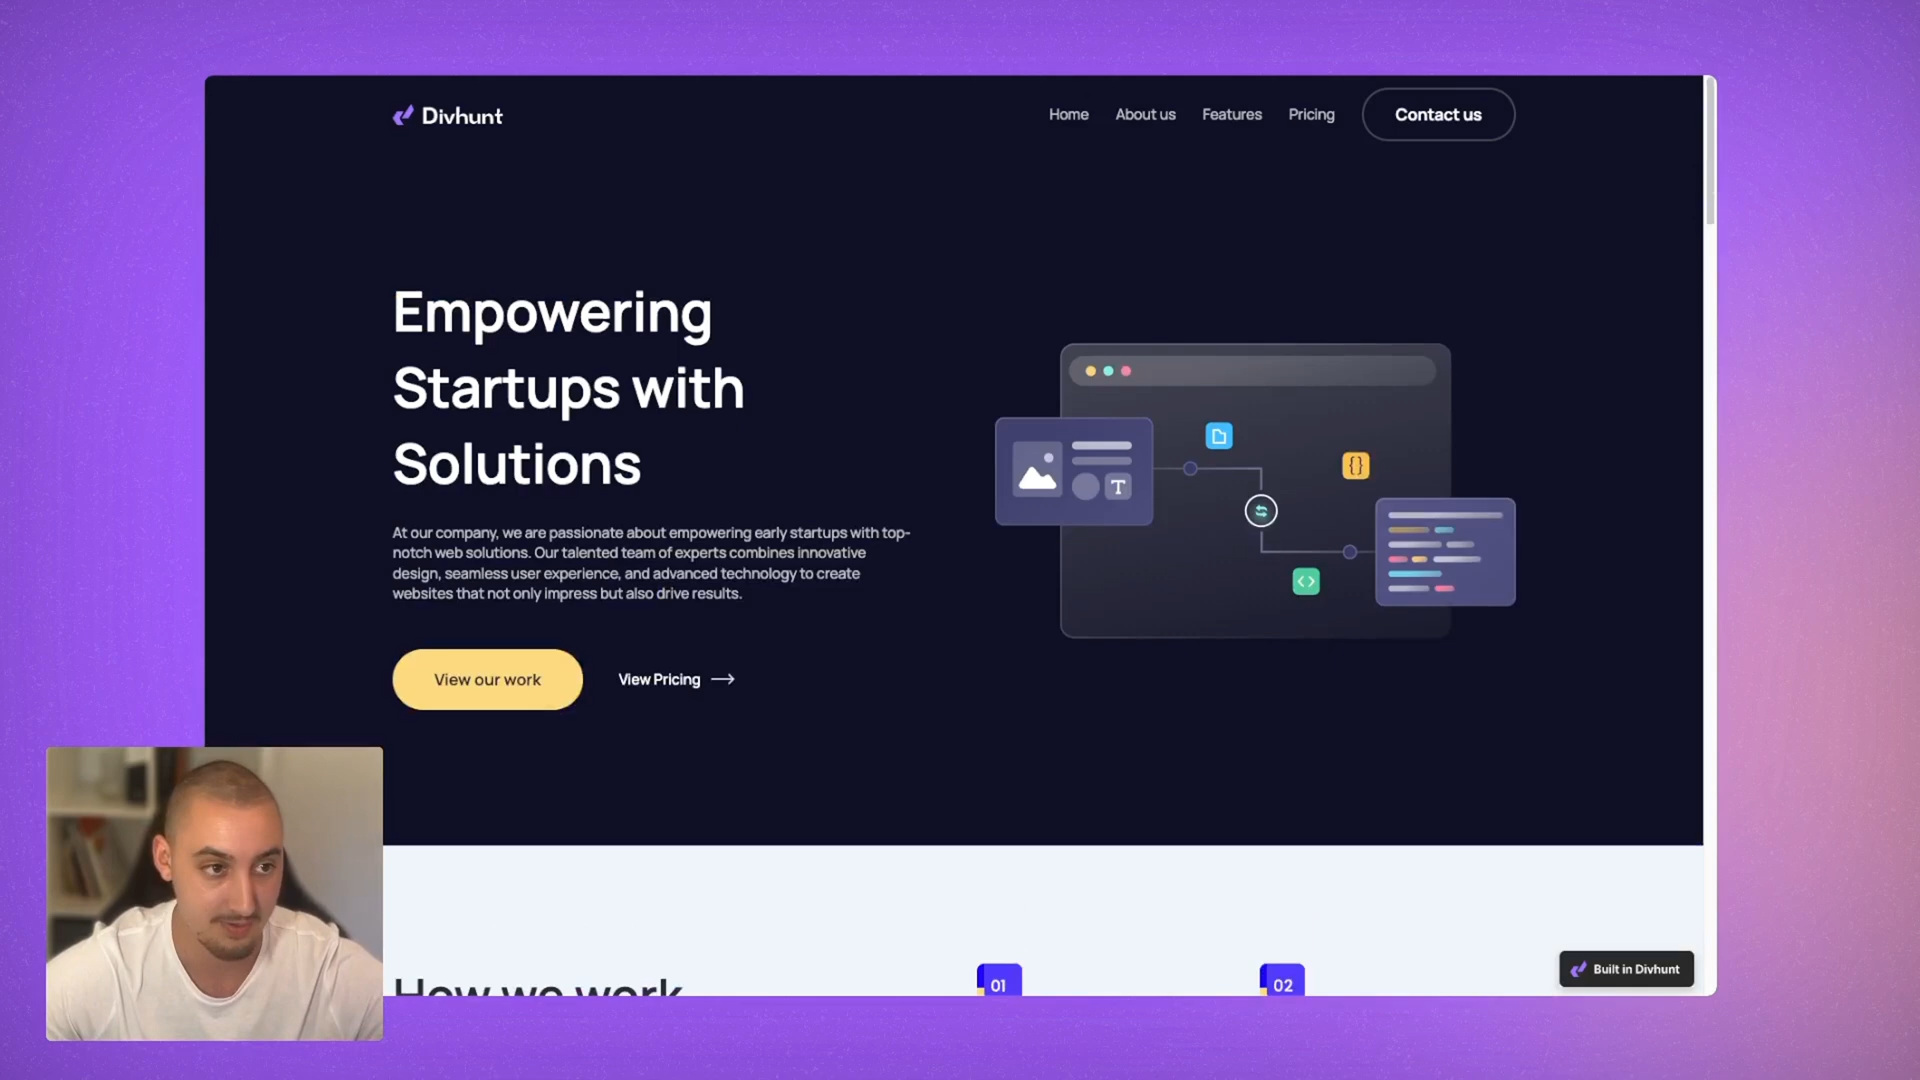 Divhunt
Home
About us
Features
Pricing
Contact us
Empowering
Startups with
Solutions
At our company, we are passionate about empowering early startups with top-
notch web solutions. Our talented team of experts combines innovative
design, seamless user experience, and advanced technology to create
websites that not only impress but also drive results.
View our work
View Pricing
T
{}
<>
How we work
01
02
Built in Divhunt